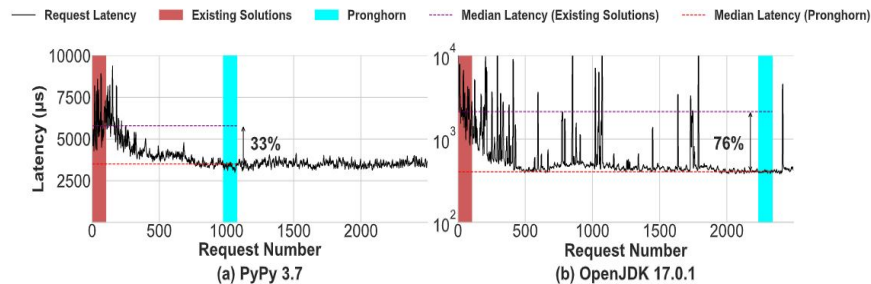 Request Latency Existing Solutions Pronghorn Median Latency (Existing Solutions) Median Latency (Pronghorn)
10000
7500
5000
2500
Latency (µs)
33%
0 500 1000 1500 2000
Request Number
(a) PyPy 3.7
10^4
10^3
10^2
76%
0 500 1000 1500 2000
Request Number
(b) OpenJDK 17.0.1